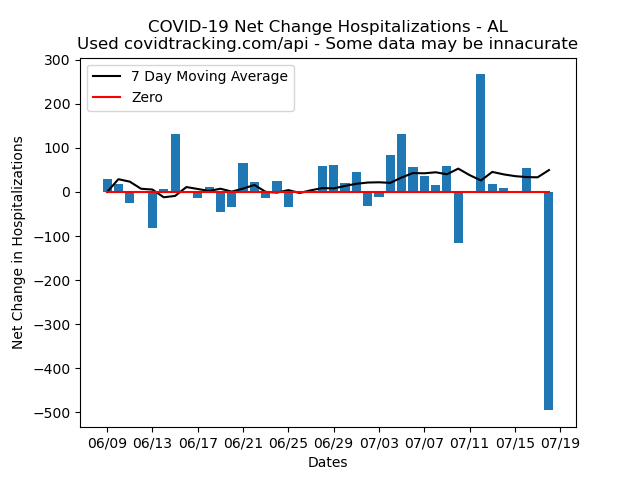 COVID-19 Net Change Hospitalizations - AL
Used covidtracking.com/api - Some data may be innacurate
7 Day Moving Average
Zero
Net Change in Hospitalizations
300
200
100
0
−100
−200
−300
−400
−500
06/09 06/13 06/17 06/21 06/25 06/29 07/03 07/07 07/11 07/15 07/19
Dates